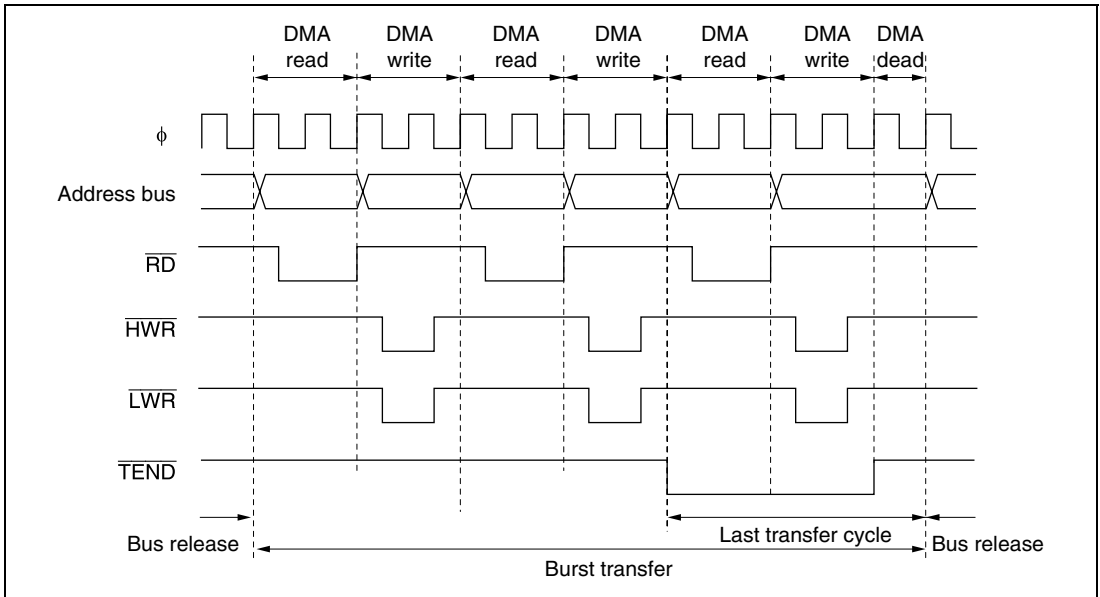 DMA read DMA write DMA read DMA write DMA read DMA write DMA dead
φ
Address bus
RD
HWR
LWR
TEND
Last transfer cycle
Bus release Bus release
Burst transfer